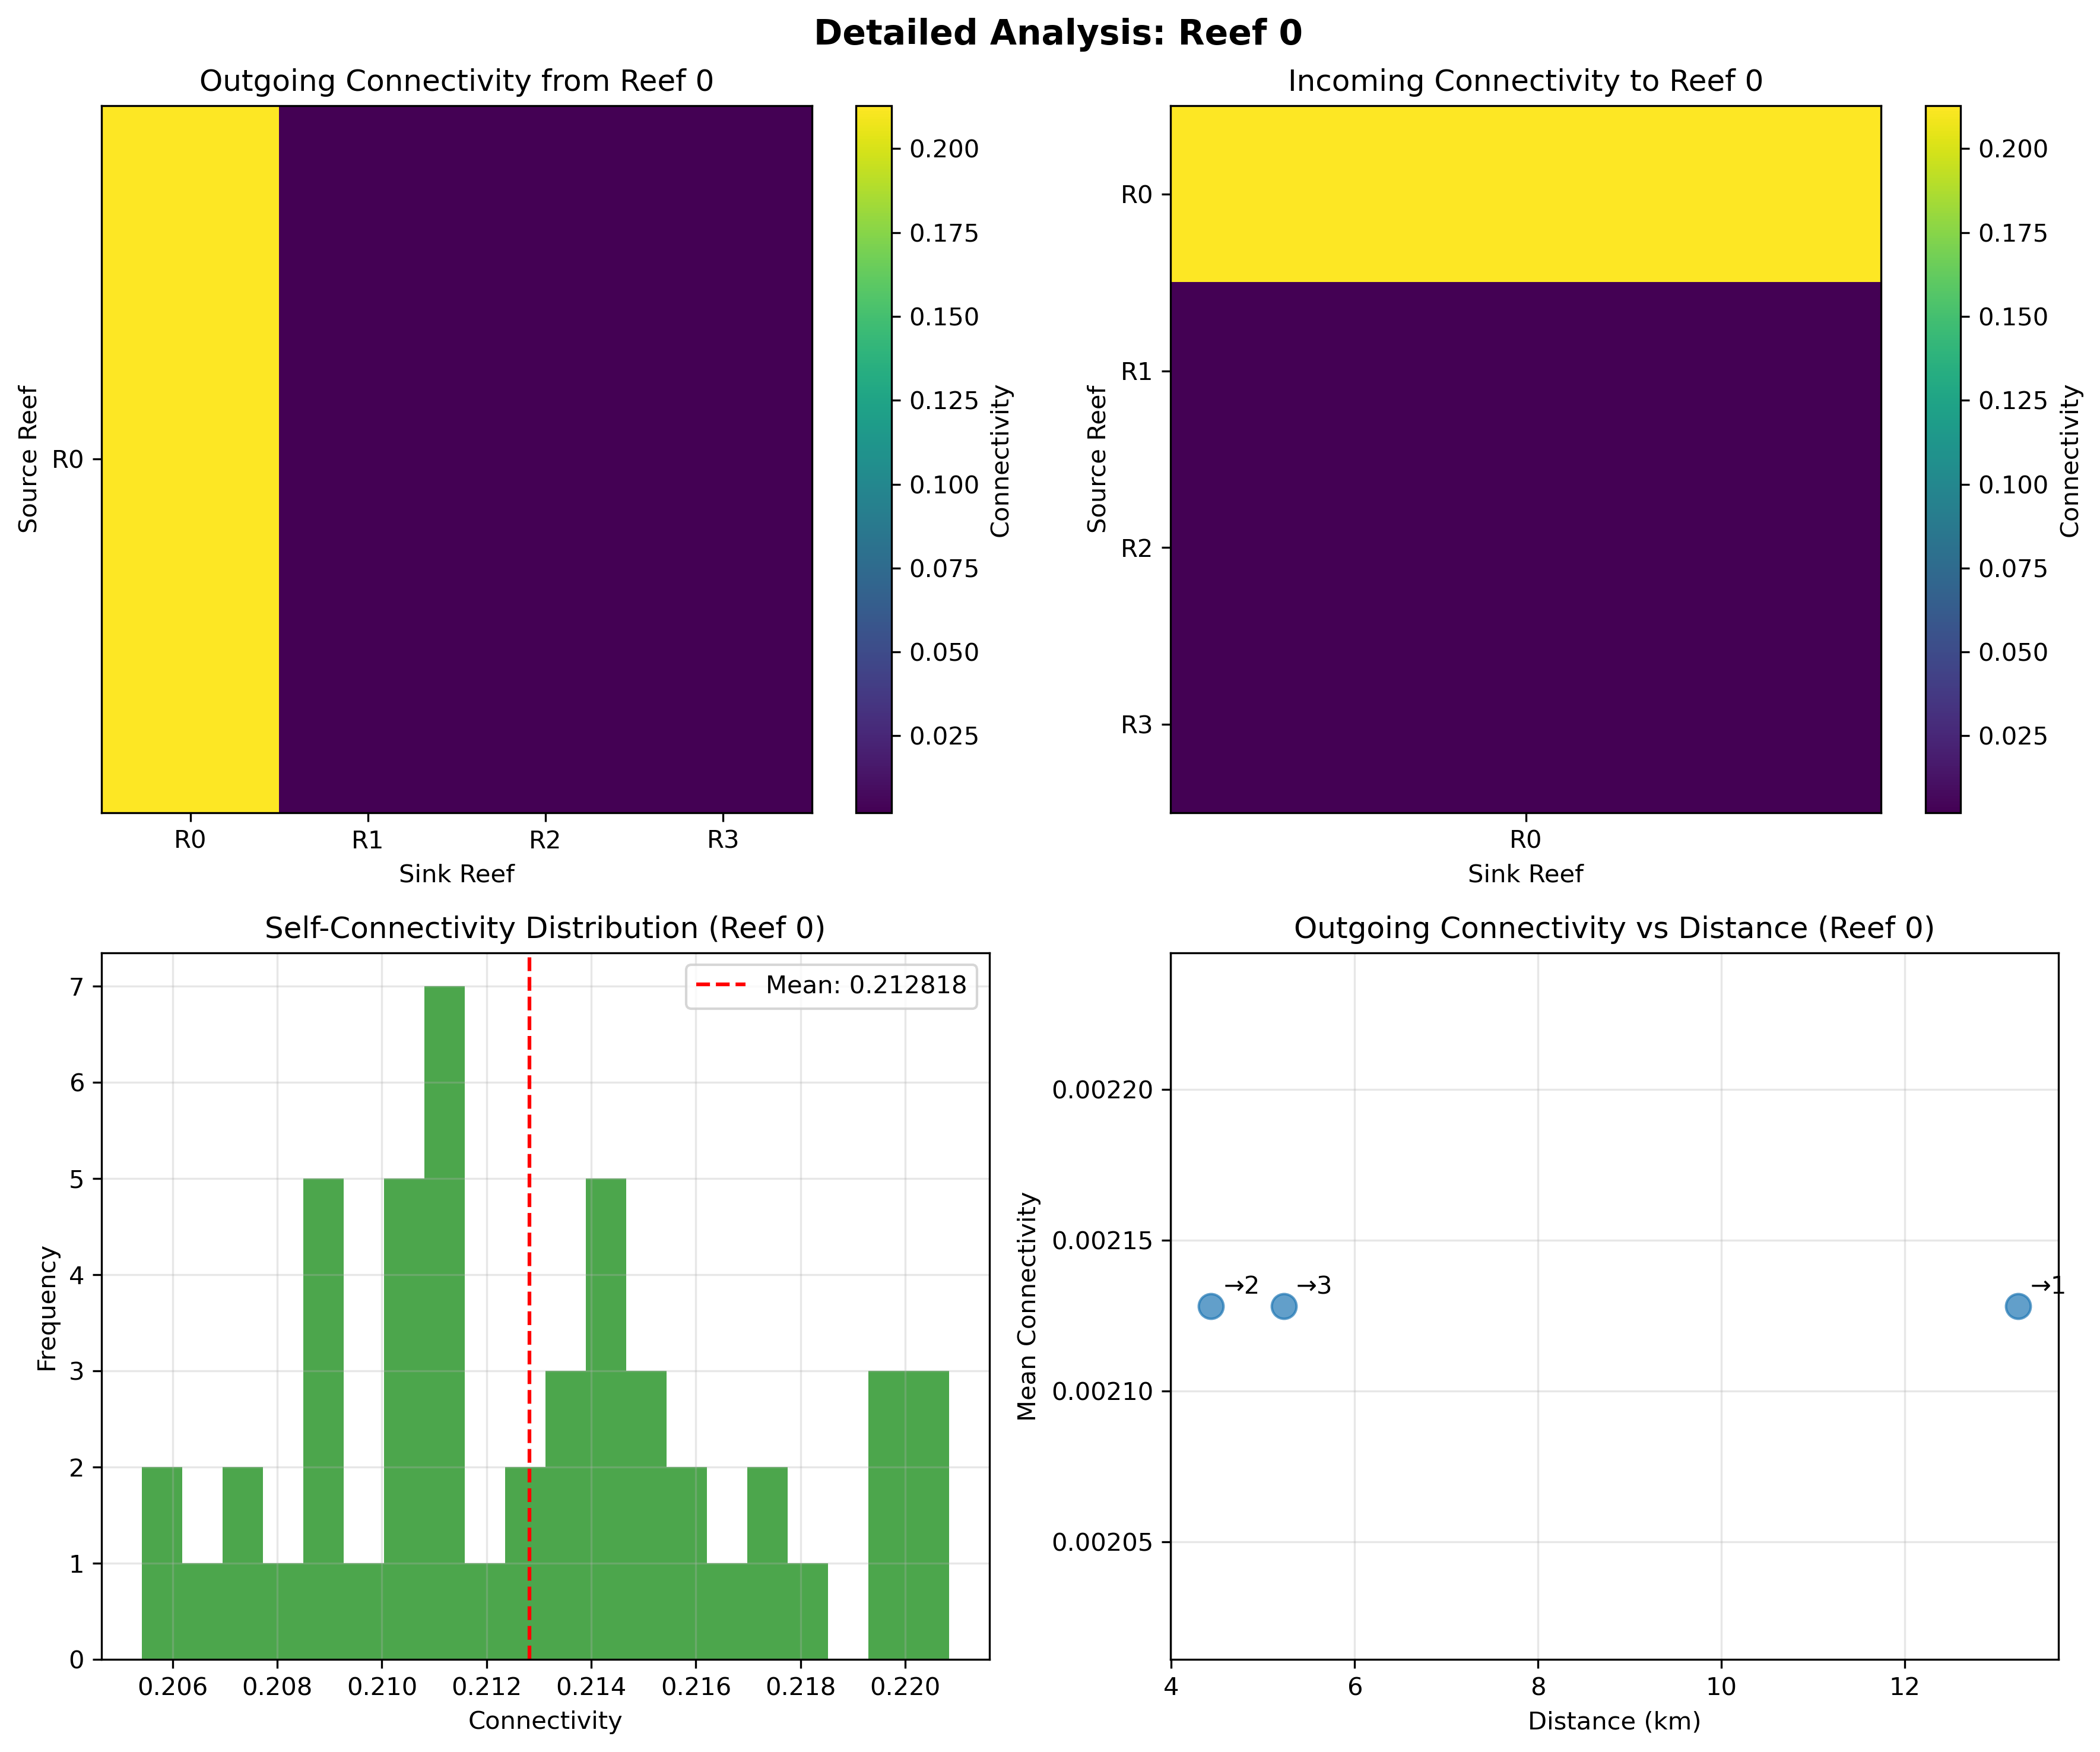 Detailed Analysis: Reef 0
Outgoing Connectivity from Reef 0
Source Reef
R0
R0 R1 R2 R3
Sink Reef
0.200
0.175
0.150
0.125
0.100
0.075
0.050
0.025
Connectivity
Incoming Connectivity to Reef 0
Source Reef
R0
R1
R2
R3
R0
Sink Reef
0.200
0.175
0.150
0.125
0.100
0.075
0.050
0.025
Connectivity
Self-Connectivity Distribution (Reef 0)
Mean: 0.212818
Frequency
7
6
5
4
3
2
1
0
0.206 0.208 0.210 0.212 0.214 0.216 0.218 0.220
Connectivity
Outgoing Connectivity vs Distance (Reef 0)
Mean Connectivity
0.00220
0.00215
0.00210
0.00205
→2 →3 →1
4 6 8 10 12
Distance (km)